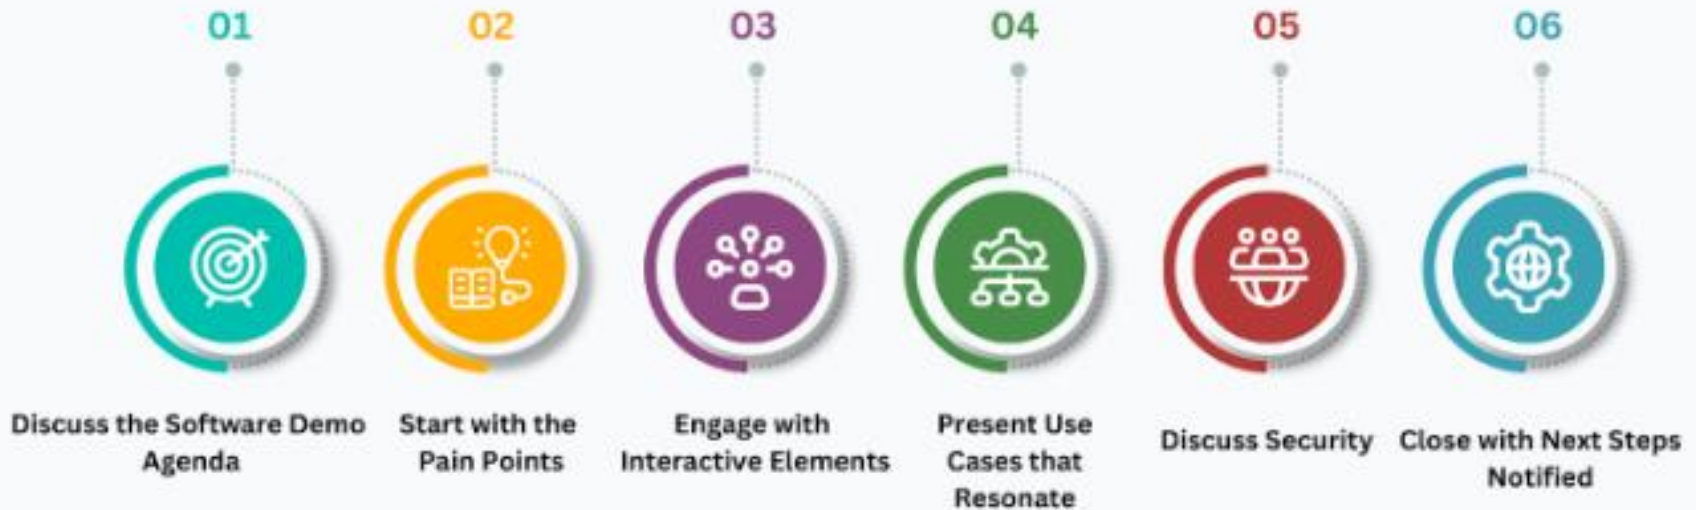 01
02
03
04
05
06
Discuss the Software Demo
Agenda
Start with the
Pain Points
Engage with
Interactive Elements
Present Use
Cases that
Resonate
Discuss Security
Close with Next Steps
Notified